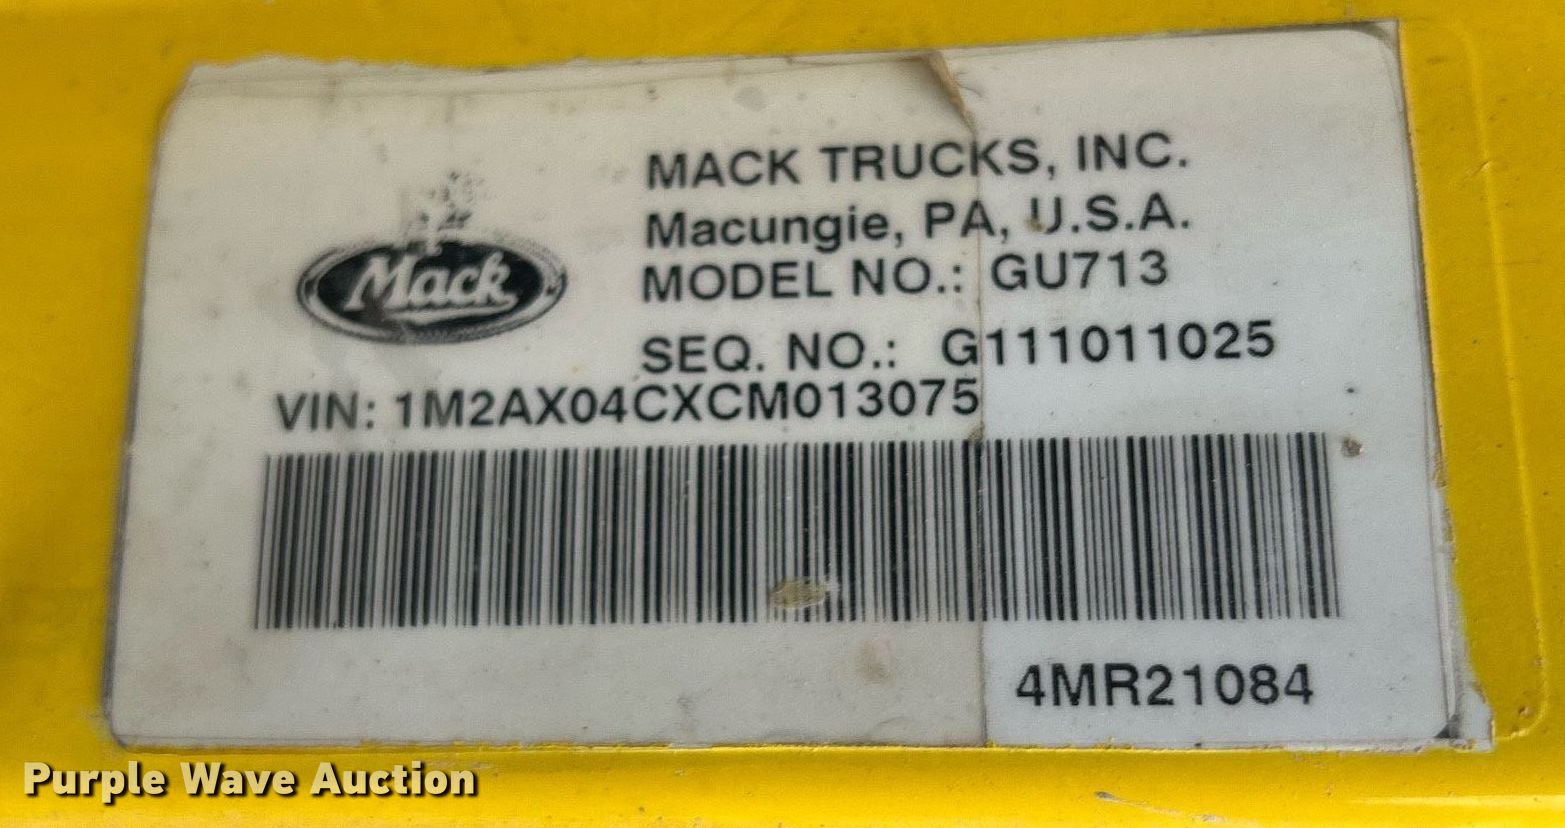 MACK TRUCKS, INC.
Macungie, PA, U.S.A.
Mack
MODEL NO.: GU713
SEQ. NO.: G111011025
VIN: 1M2AX04CXCM013075
4MR21084
Purple Wave Auction